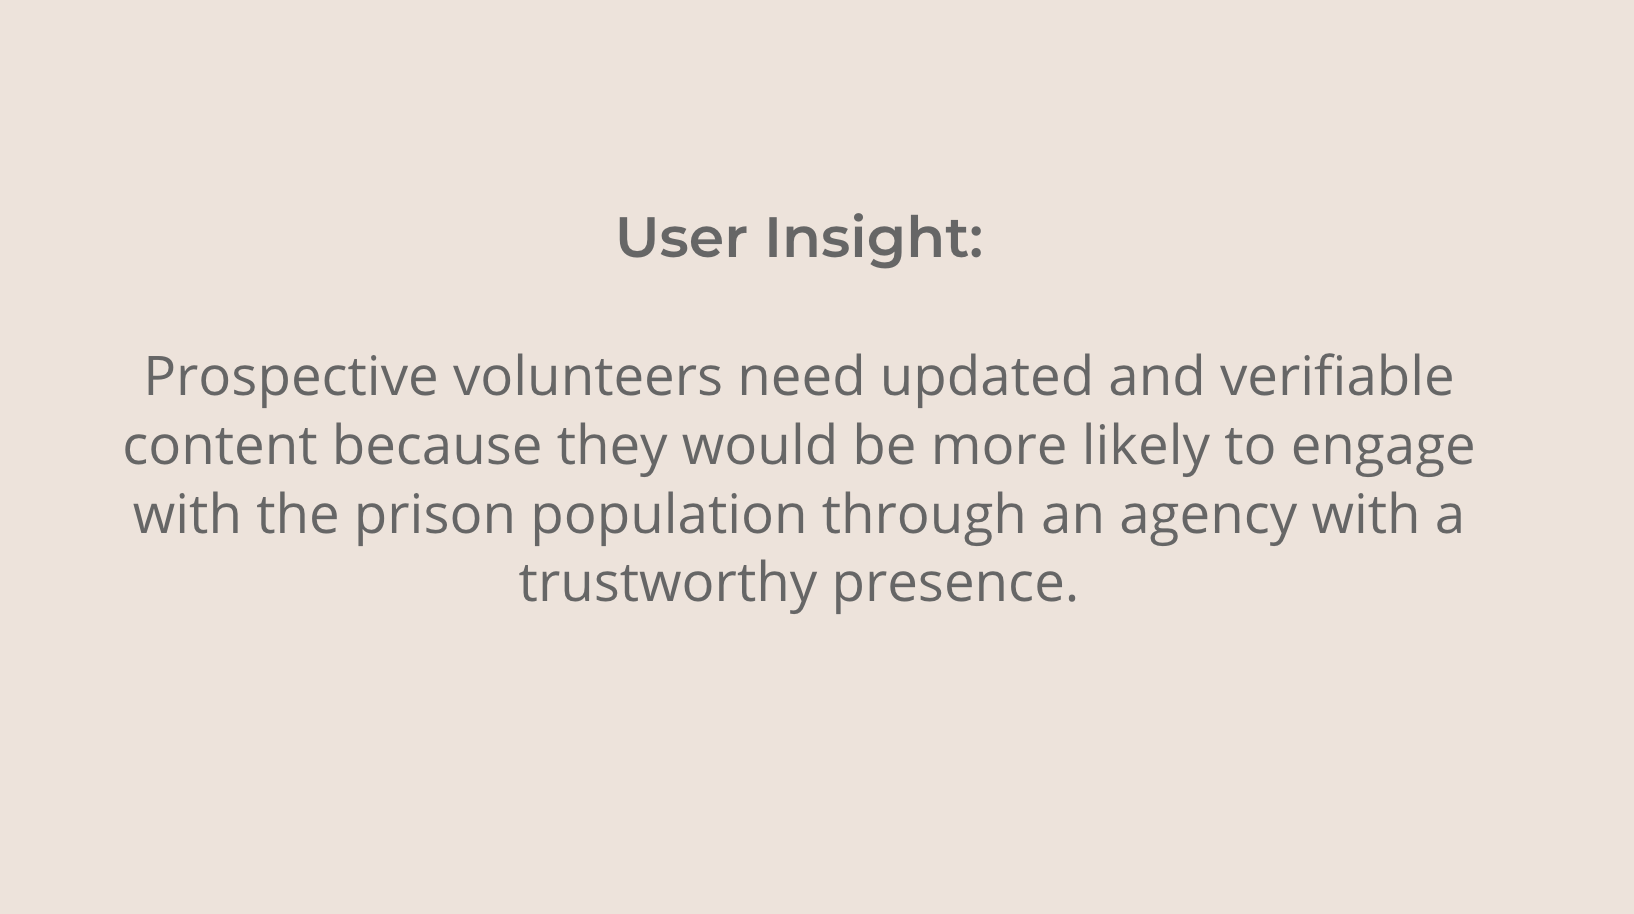 User Insight:
Prospective volunteers need updated and verifiable
content because they would be more likely to engage
with the prison population through an agency with a
trustworthy presence.